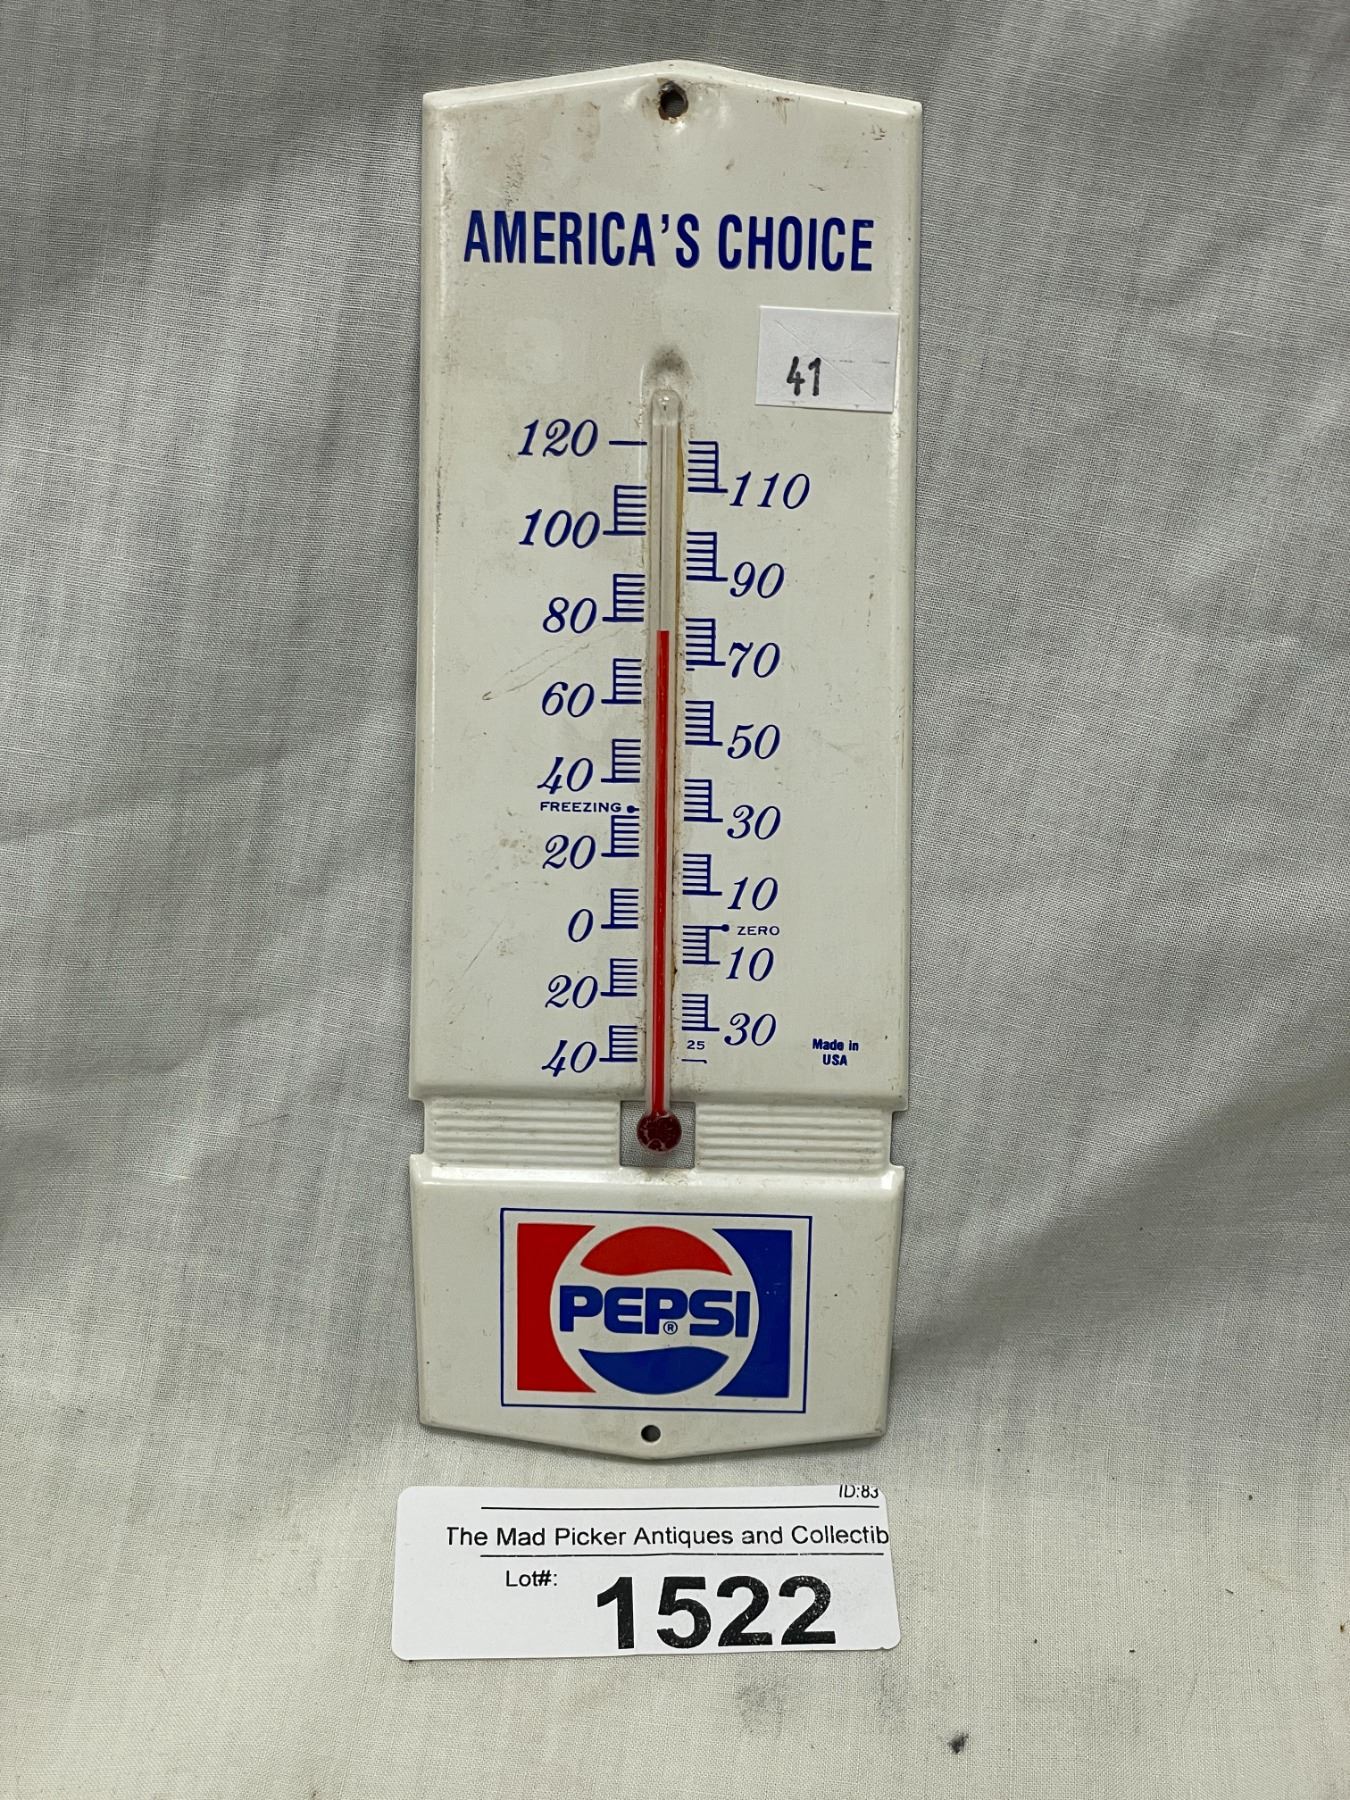 AMERICA'S CHOICE
41
120
110
100
90
80
70
60
50
40
FREEZING
30
20
10
0
ZERO
10
20
30
25
40
Made in
USA
PEPSI
®
ID:83
The Mad Picker Antiques and Collectib
Lot#:
1522